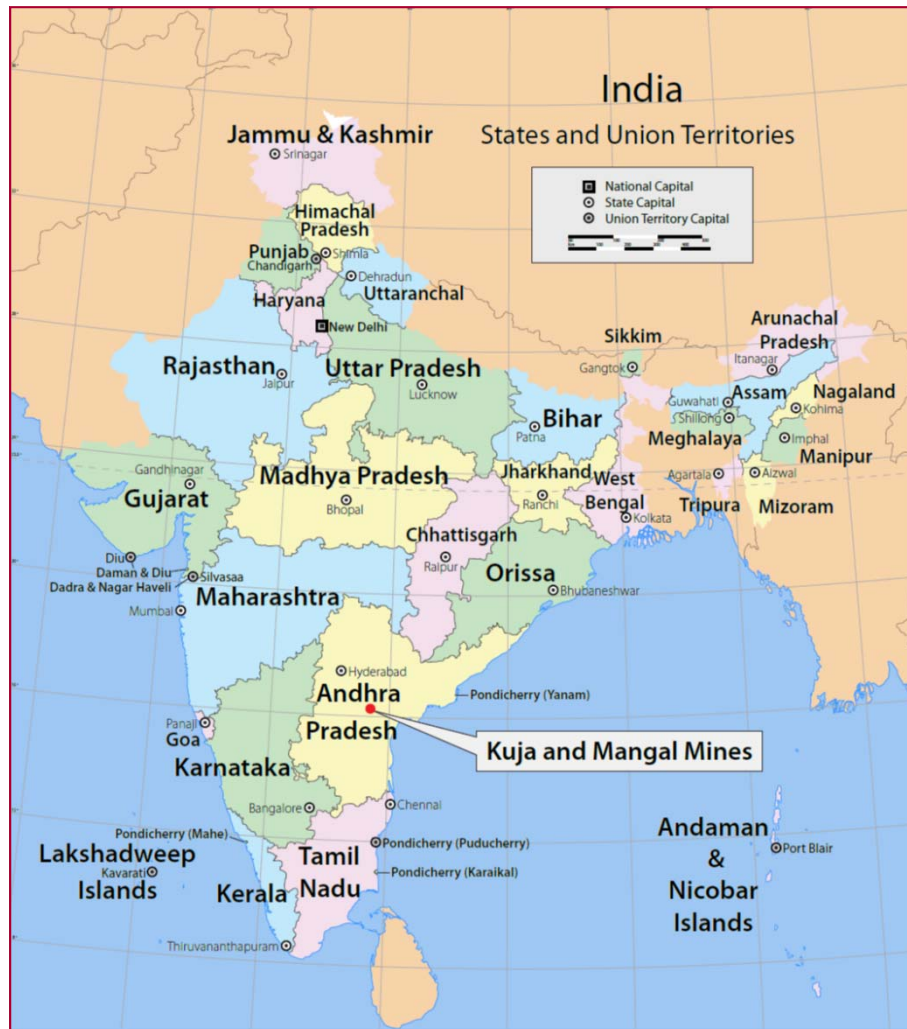 India
States and Union Territories
National Capital
State Capital
Union Territory Capital
Jammu & Kashmir
Srinagar
Himachal
Pradesh
Shimla
Punjab
Chandigarh
Dehradun
Uttaranchal
Haryana
New Delhi
Rajasthan
Jaipur
Uttar Pradesh
Lucknow
Sikkim
Gangtok
Arunachal
Pradesh
Itanagar
Assam
Guwahati
Nagaland
Kohima
Shillong
Meghalaya
Imphal
Manipur
Bihar
Patna
Gandhinagar
Gujarat
Madhya Pradesh
Bhopal
Jharkhand
Ranchi
West
Bengal
Kolkata
Agartala
Tripura
Aizwal
Mizoram
Chhattisgarh
Raipur
Orissa
Bhubaneshwar
Diu
Daman & Diu
Dadra & Nagar Haveli
Silvasaa
Mumbai
Maharashtra
Hyderabad
Andhra
Pradesh
Pondicherry (Yanam)
Kuja and Mangal Mines
Panaji
Goa
Karnataka
Bangalore
Chennai
Pondicherry (Mahe)
Pondicherry (Puducherry)
Lakshadweep
Kavarati
Islands
Kerala
Tamil
Nadu
Pondicherry (Karaikal)
Thiruvananthapuram
Andaman
&
Nicobar
Islands
Port Blair